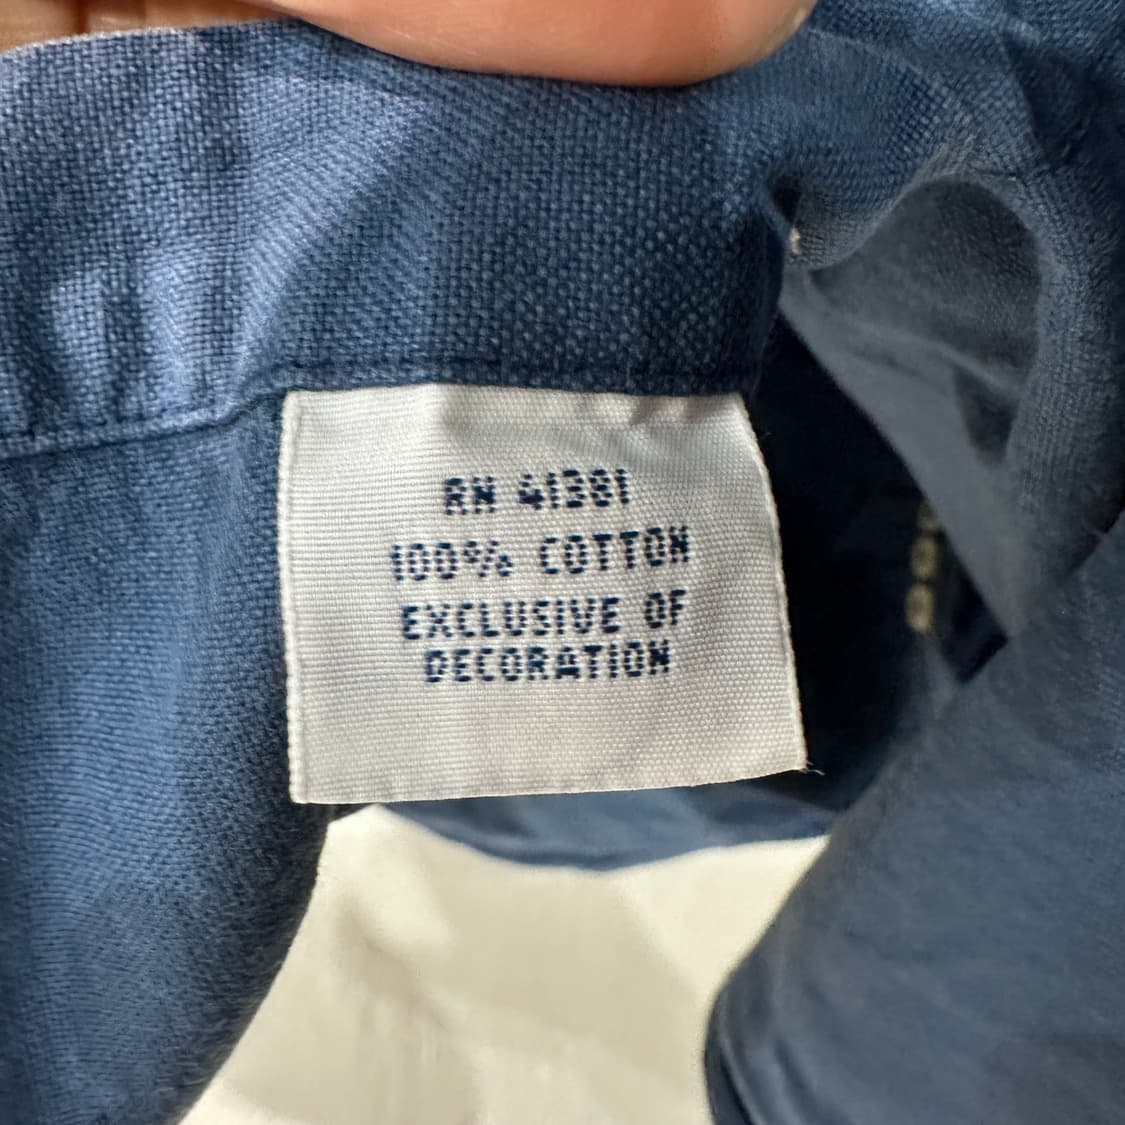 RN 41381
100% COTTON
EXCLUSIVE OF
DECORATION